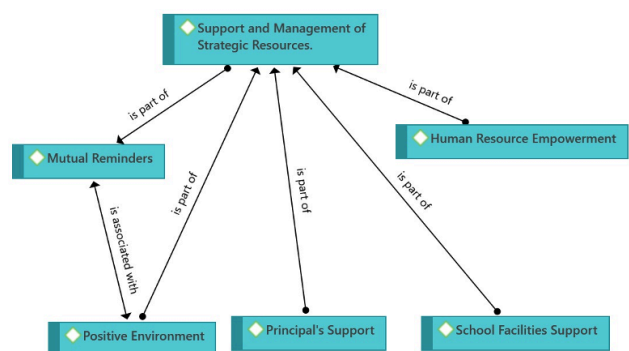 Support and Management of
Strategic Resources.
is part of
is part of
Human Resource Empowerment
Mutual Reminders
is part of
is part of
is part of
is associated with
Positive Environment
Principal's Support
School Facilities Support